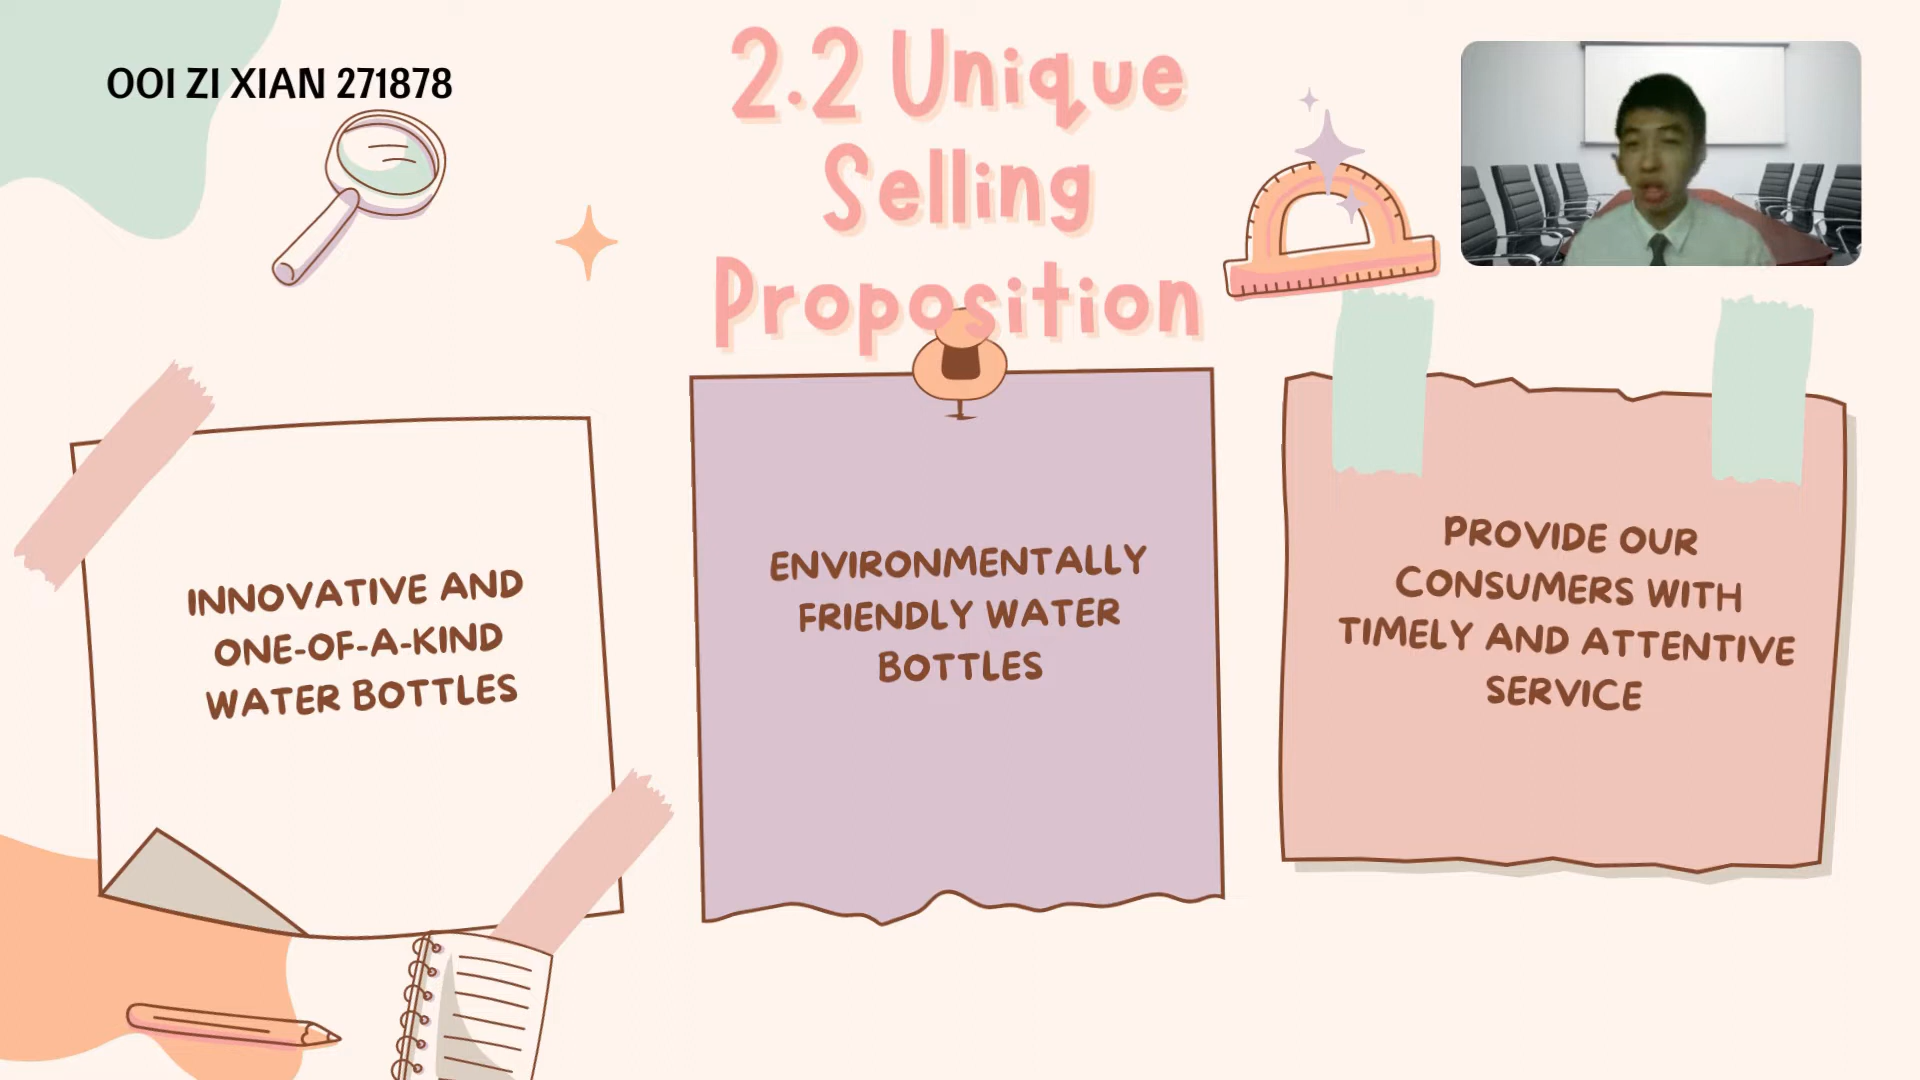 OOI ZI XIAN 271878
2.2 Unique
Selling
Proposition
INNOVATIVE AND
ONE-OF-A-KIND
WATER BOTTLES
ENVIRONMENTALLY
FRIENDLY WATER
BOTTLES
PROVIDE OUR
CONSUMERS WITH
TIMELY AND ATTENTIVE
SERVICE